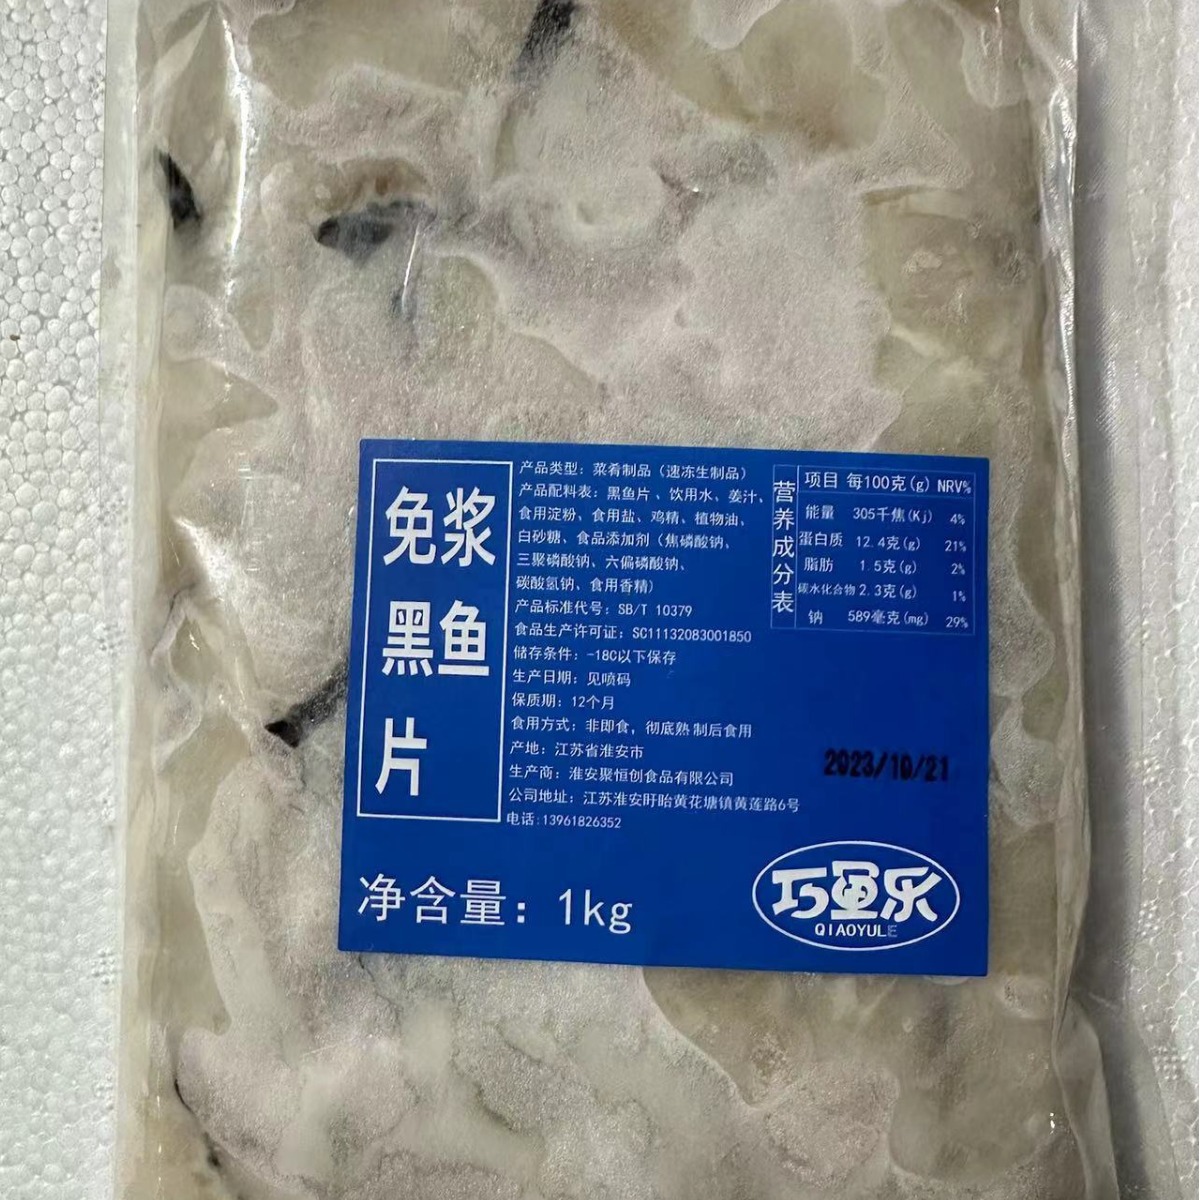 免浆
黑鱼
片
产品类型：菜肴制品（速冻生制品）
产品配料表：黑鱼片、饮用水、姜汁、
食用淀粉、食用盐、鸡精、植物油、
白砂糖、食品添加剂（焦磷酸钠、
三聚磷酸钠、六偏磷酸钠、
碳酸氢钠、食用香精）
产品标准代号：SB/T 10379
食品生产许可证：SC11132083001850
储存条件：-18C以下保存
生产日期：见喷码
保质期：12个月
食用方式：非即食，彻底熟制后食用
产地：江苏省淮安市
生产商：淮安聚恒创食品有限公司
公司地址：江苏淮安盱眙黄花塘镇黄莲路6号
电话:13961826352
营养成分表
项目 每100克(g) NRV%
能量 305千焦(Kj) 4%
蛋白质 12.4克(g) 21%
脂肪 1.5克(g) 2%
碳水化合物 2.3克(g) 1%
钠 589毫克(mg) 29%
2023/10/21
净含量：1kg
巧鱼乐
QIAOYULE